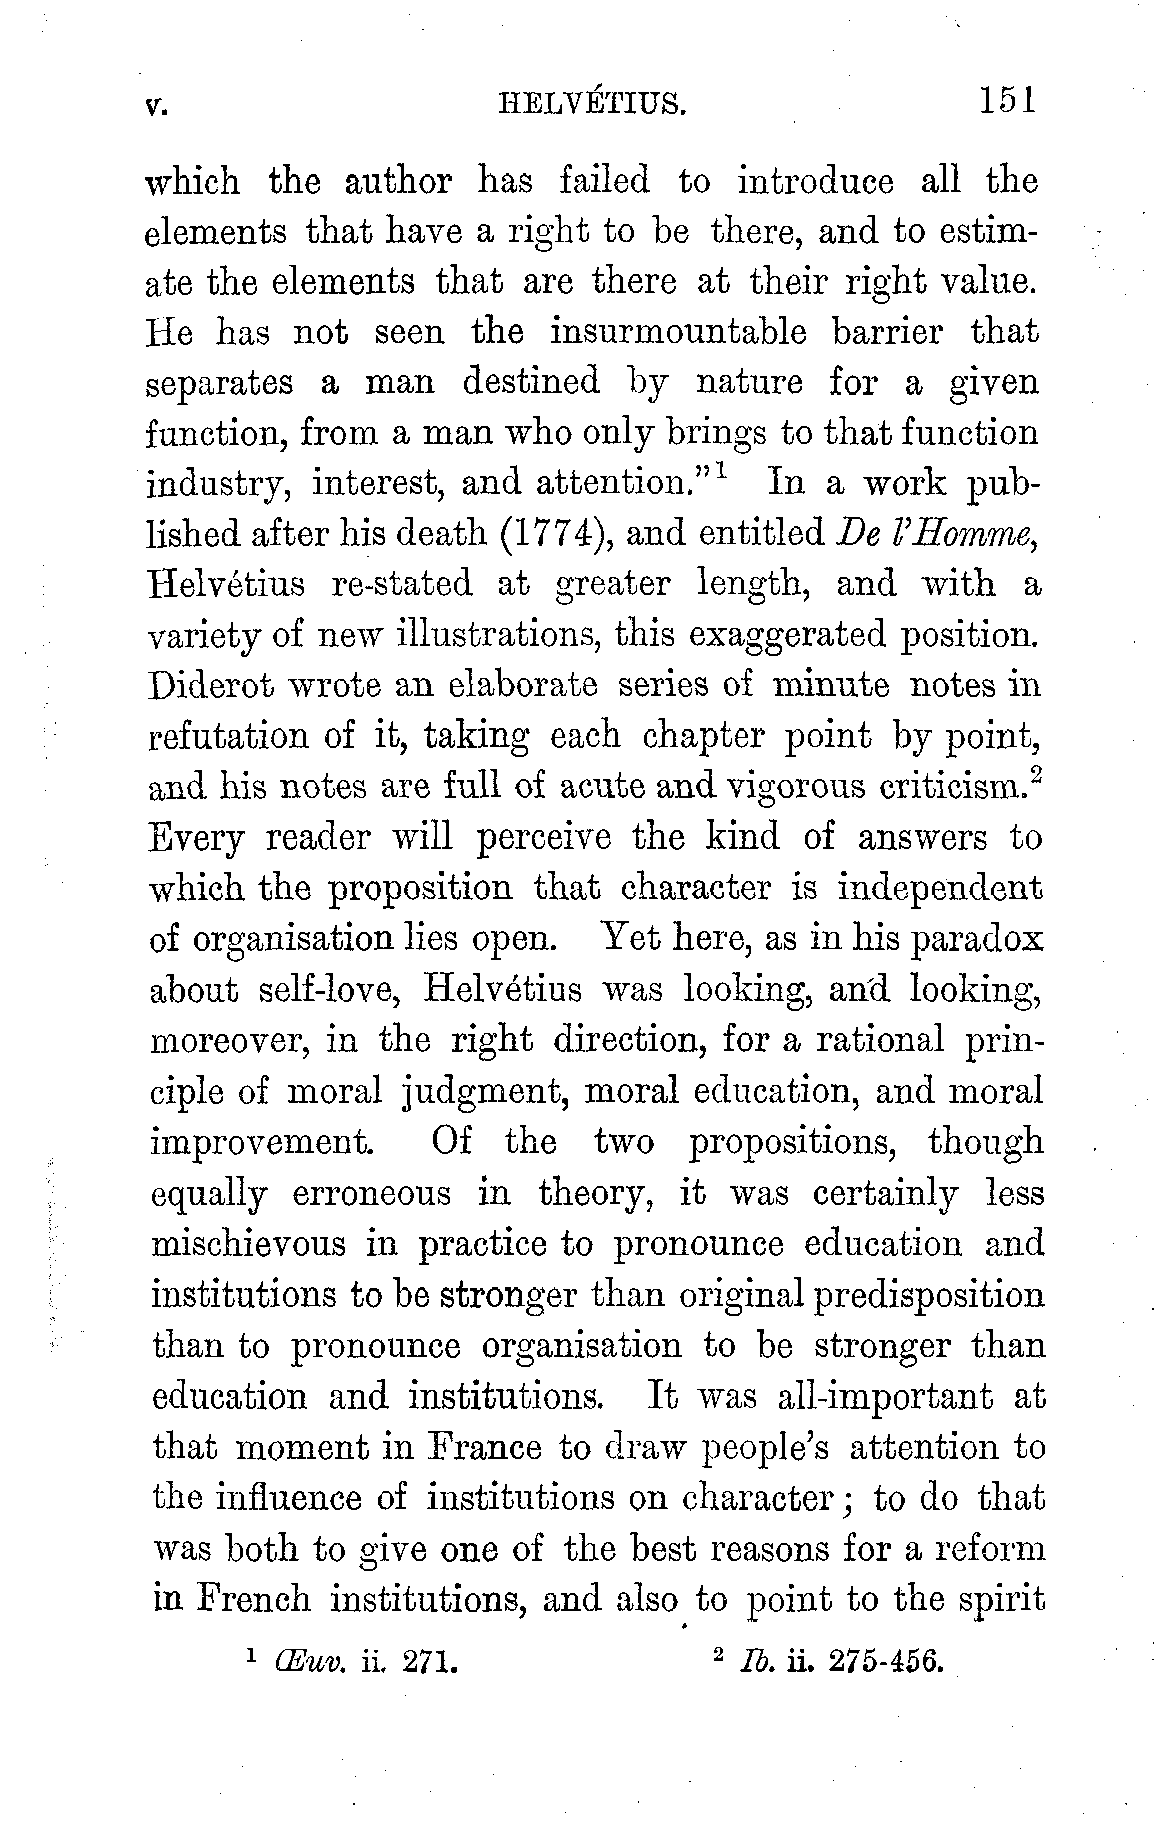 v. HELVÉTIUS. 151
which the author has failed to introduce all the
elements that have a right to be there, and to estim-
ate the elements that are there at their right value.
He has not seen the insurmountable barrier that
separates a man destined by nature for a given
function, from a man who only brings to that function
industry, interest, and attention.”¹ In a work pub-
lished after his death (1774), and entitled De l’Homme,
Helvétius re-stated at greater length, and with a
variety of new illustrations, this exaggerated position.
Diderot wrote an elaborate series of minute notes in
refutation of it, taking each chapter point by point,
and his notes are full of acute and vigorous criticism.²
Every reader will perceive the kind of answers to
which the proposition that character is independent
of organisation lies open. Yet here, as in his paradox
about self-love, Helvétius was looking, and looking,
moreover, in the right direction, for a rational prin-
ciple of moral judgment, moral education, and moral
improvement. Of the two propositions, though
equally erroneous in theory, it was certainly less
mischievous in practice to pronounce education and
institutions to be stronger than original predisposition
than to pronounce organisation to be stronger than
education and institutions. It was all-important at
that moment in France to draw people’s attention to
the influence of institutions on character; to do that
was both to give one of the best reasons for a reform
in French institutions, and also to point to the spirit
¹ Œuv. ii. 271. ² Ib. ii. 275-456.